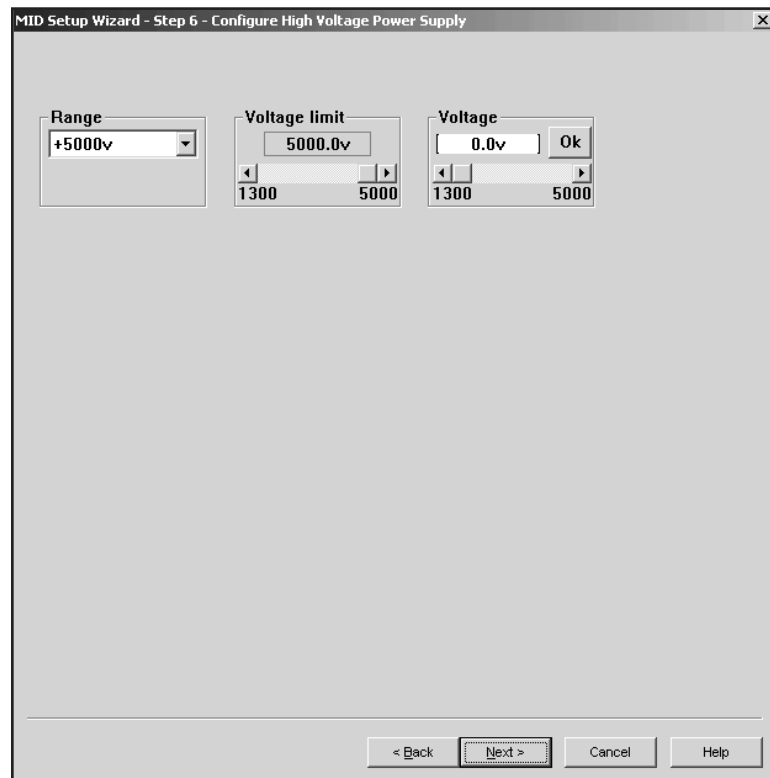 MID Setup Wizard - Step 6 - Configure High Voltage Power Supply
Range
+5000v
Voltage limit
5000.0v
1300 5000
Voltage
[ 0.0v ] Ok
1300 5000
< Back Next > Cancel Help